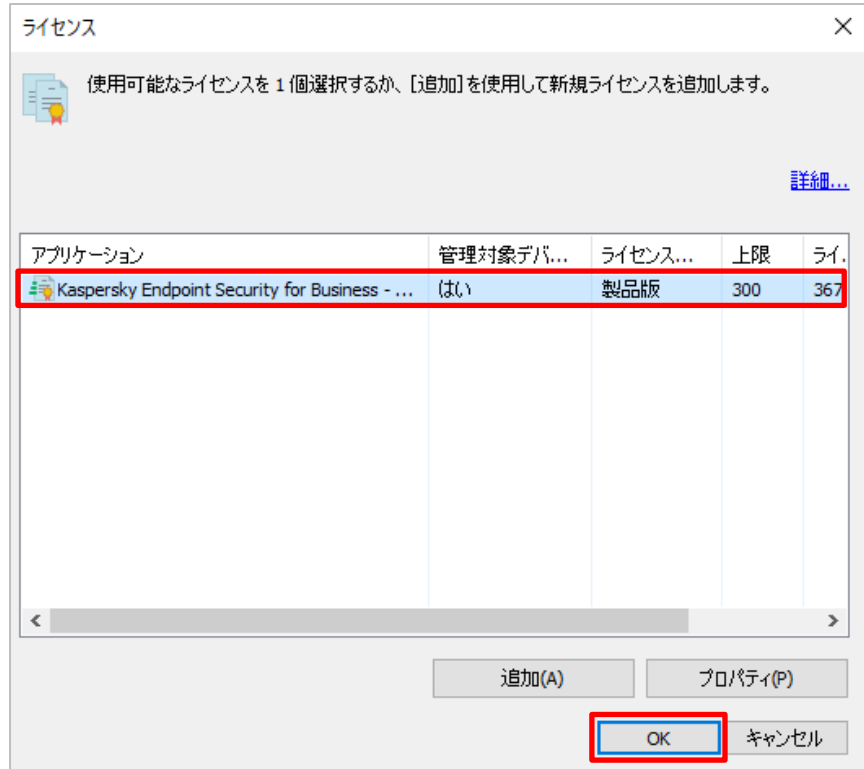 ライセンス
使用可能なライセンスを 1 個選択するか、[追加]を使用して新規ライセンスを追加します。
詳細...
アプリケーション 管理対象デバ... ライセンス... 上限 ライ.
Kaspersky Endpoint Security for Business - ... はい 製品版 300 367
追加(A) プロパティ(P)
OK キャンセル